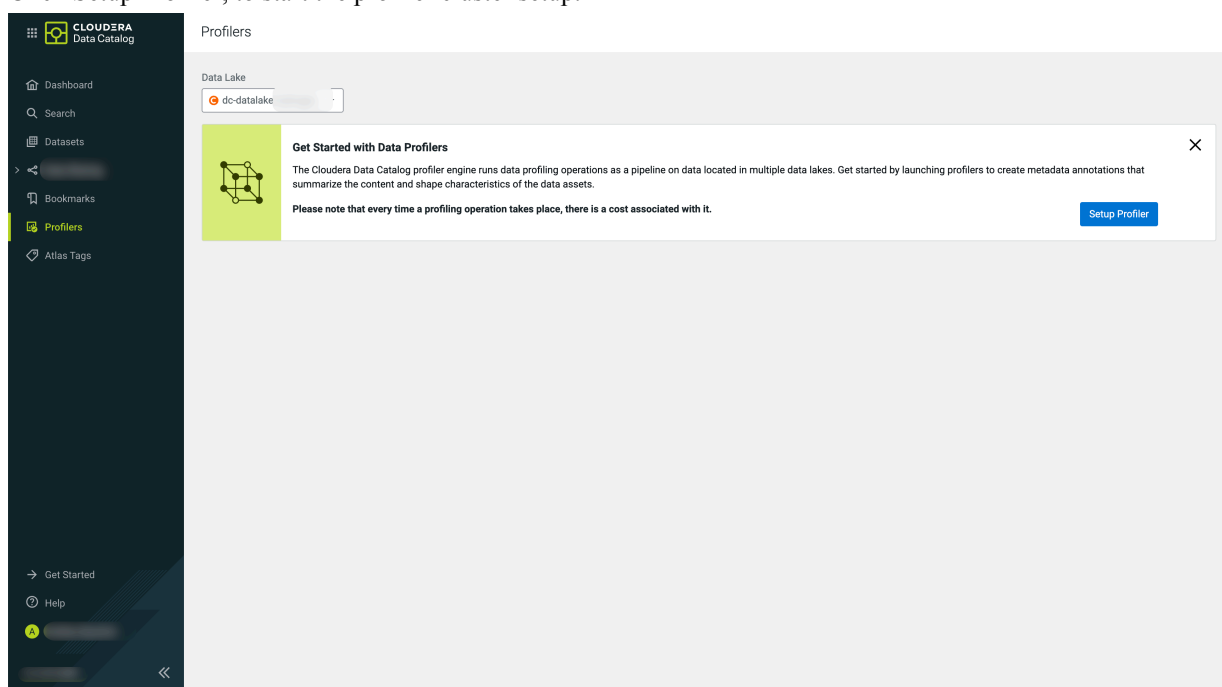 CLOUDERA
Data Catalog
Profilers
Dashboard
Search
Datasets
Bookmarks
Profilers
Atlas Tags
Get Started
Help
A
Data Lake
dc-datalake
Get Started with Data Profilers
The Cloudera Data Catalog profiler engine runs data profiling operations as a pipeline on data located in multiple data lakes. Get started by launching profilers to create metadata annotations that
summarize the content and shape characteristics of the data assets.
Please note that every time a profiling operation takes place, there is a cost associated with it.
Setup Profiler